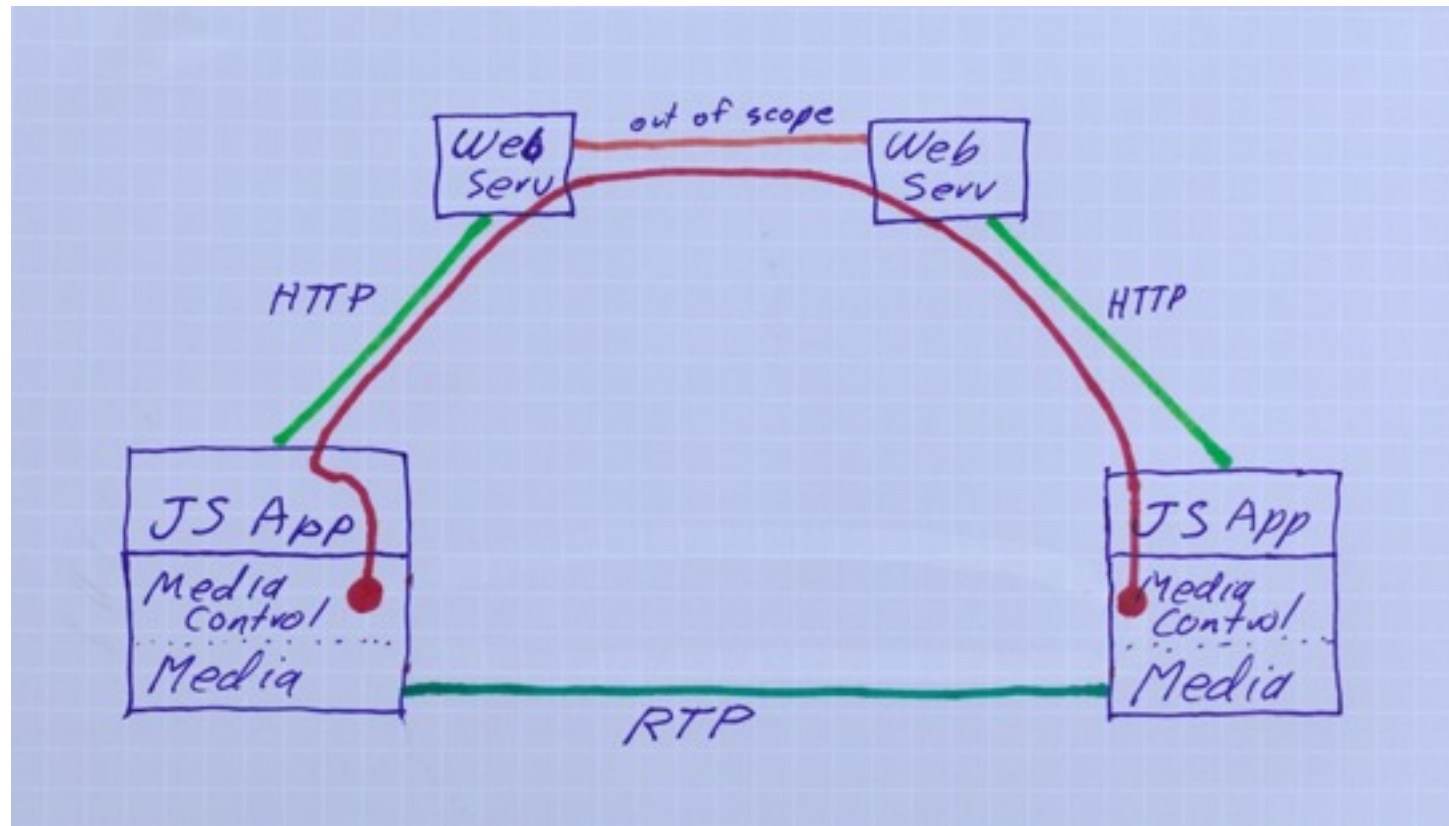 out of scope
Web
Serv
Web
Serv
HTTP
HTTP
JS App
Media
Control
Media
JS App
Media
Control
Media
RTP